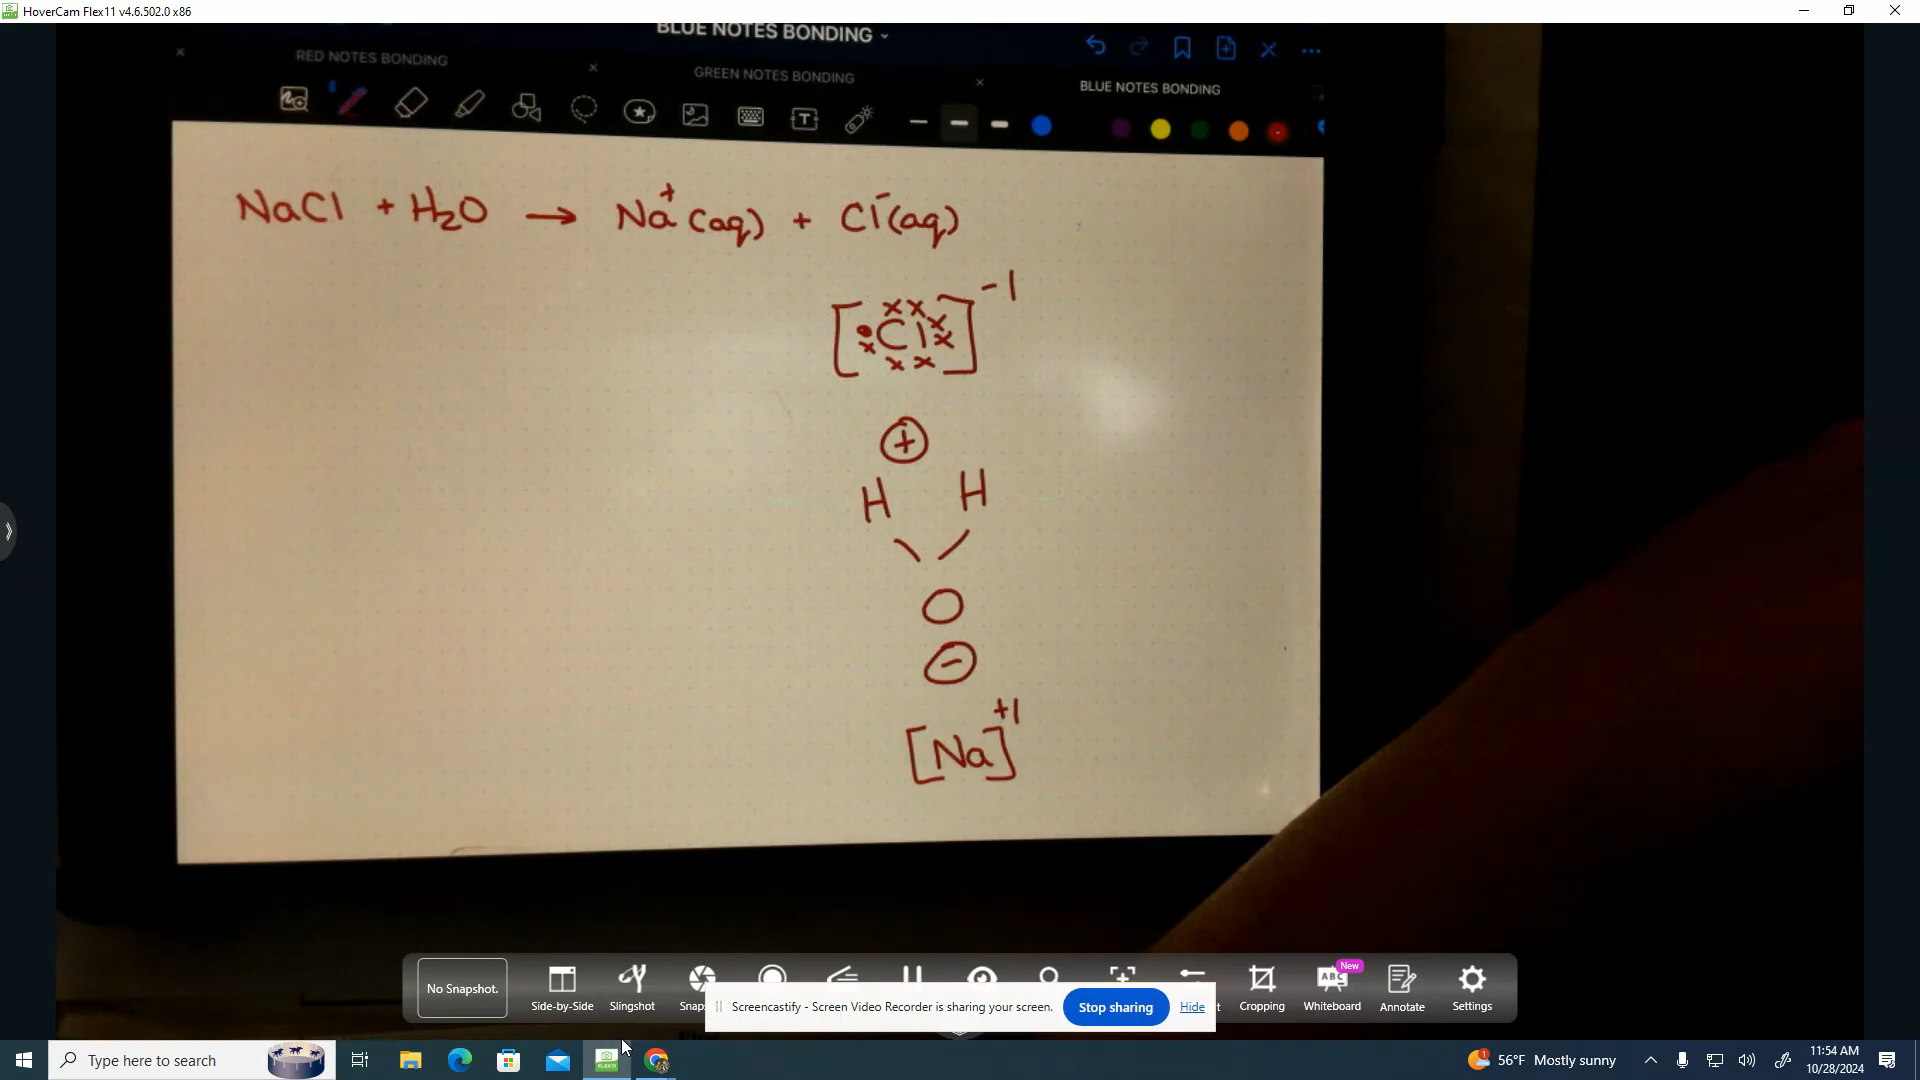 HoverCam Flex11 v4.6.502.0 x86
BLUE NOTES BONDING
RED NOTES BONDING
GREEN NOTES BONDING
BLUE NOTES BONDING
NaCl + H₂O → Na⁺(aq) + Cl⁻(aq)
[Cl]⁻¹
+
H H
O
−
[Na]⁺¹
No Snapshot.
Side-by-Side
Slingshot
Snap
Cropping
New
ABC
Whiteboard
Annotate
Settings
Screencastify - Screen Video Recorder is sharing your screen.
Stop sharing
Hide
Type here to search
56°F Mostly sunny
11:54 AM
10/28/2024